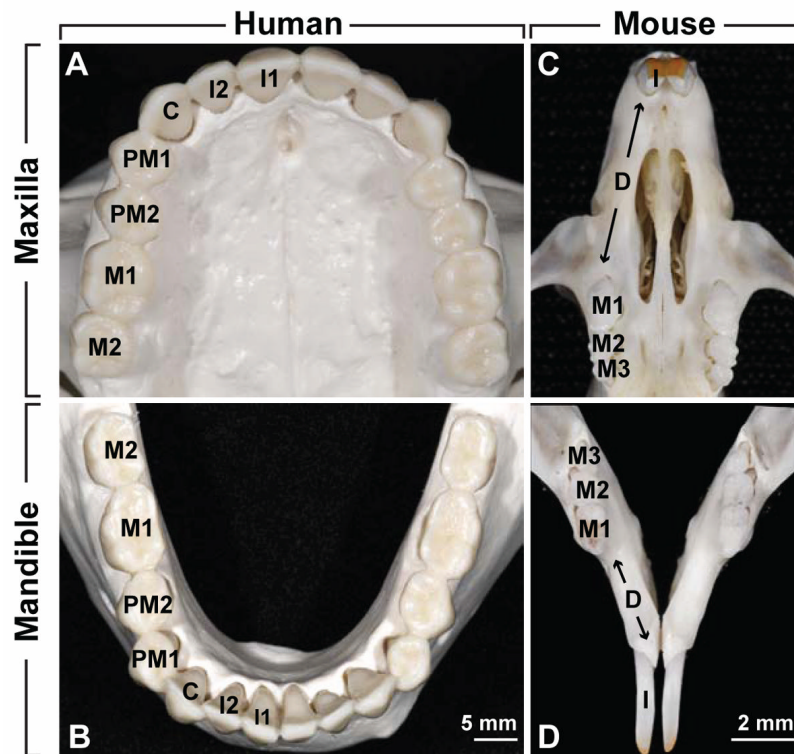 Human
Mouse
Maxilla
Mandible
A
I1
I2
C
PM1
PM2
M1
M2
C
I
D
M1
M2
M3
M2
M1
PM2
PM1
C
I2
I1
B
5 mm
M3
M2
M1
D
I
D
2 mm